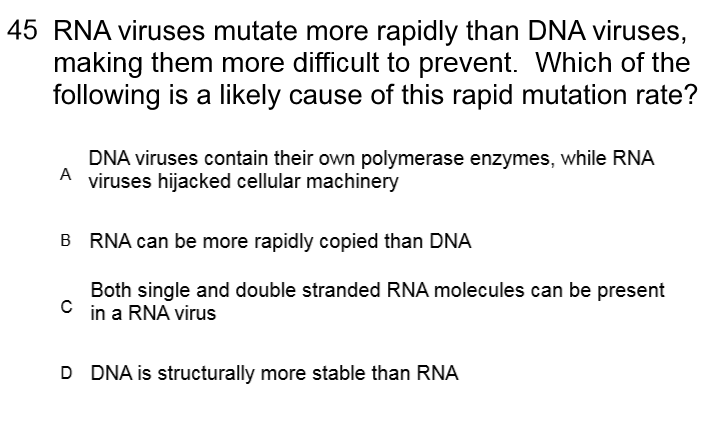 45 RNA viruses mutate more rapidly than DNA viruses,
making them more difficult to prevent. Which of the
following is a likely cause of this rapid mutation rate?
A DNA viruses contain their own polymerase enzymes, while RNA
viruses hijacked cellular machinery
B RNA can be more rapidly copied than DNA
C Both single and double stranded RNA molecules can be present
in a RNA virus
D DNA is structurally more stable than RNA